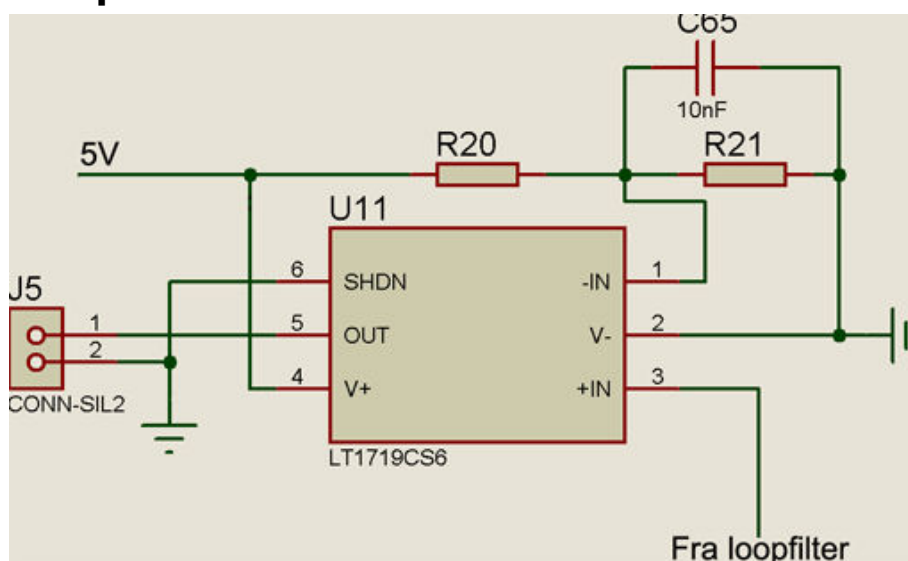 C65
10nF
R20
R21
5V
U11
6
SHDN
-IN
1
J5
1
5
OUT
V-
2
2
4
V+
+IN
3
CONN-SIL2
LT1719CS6
Fra loopfilter